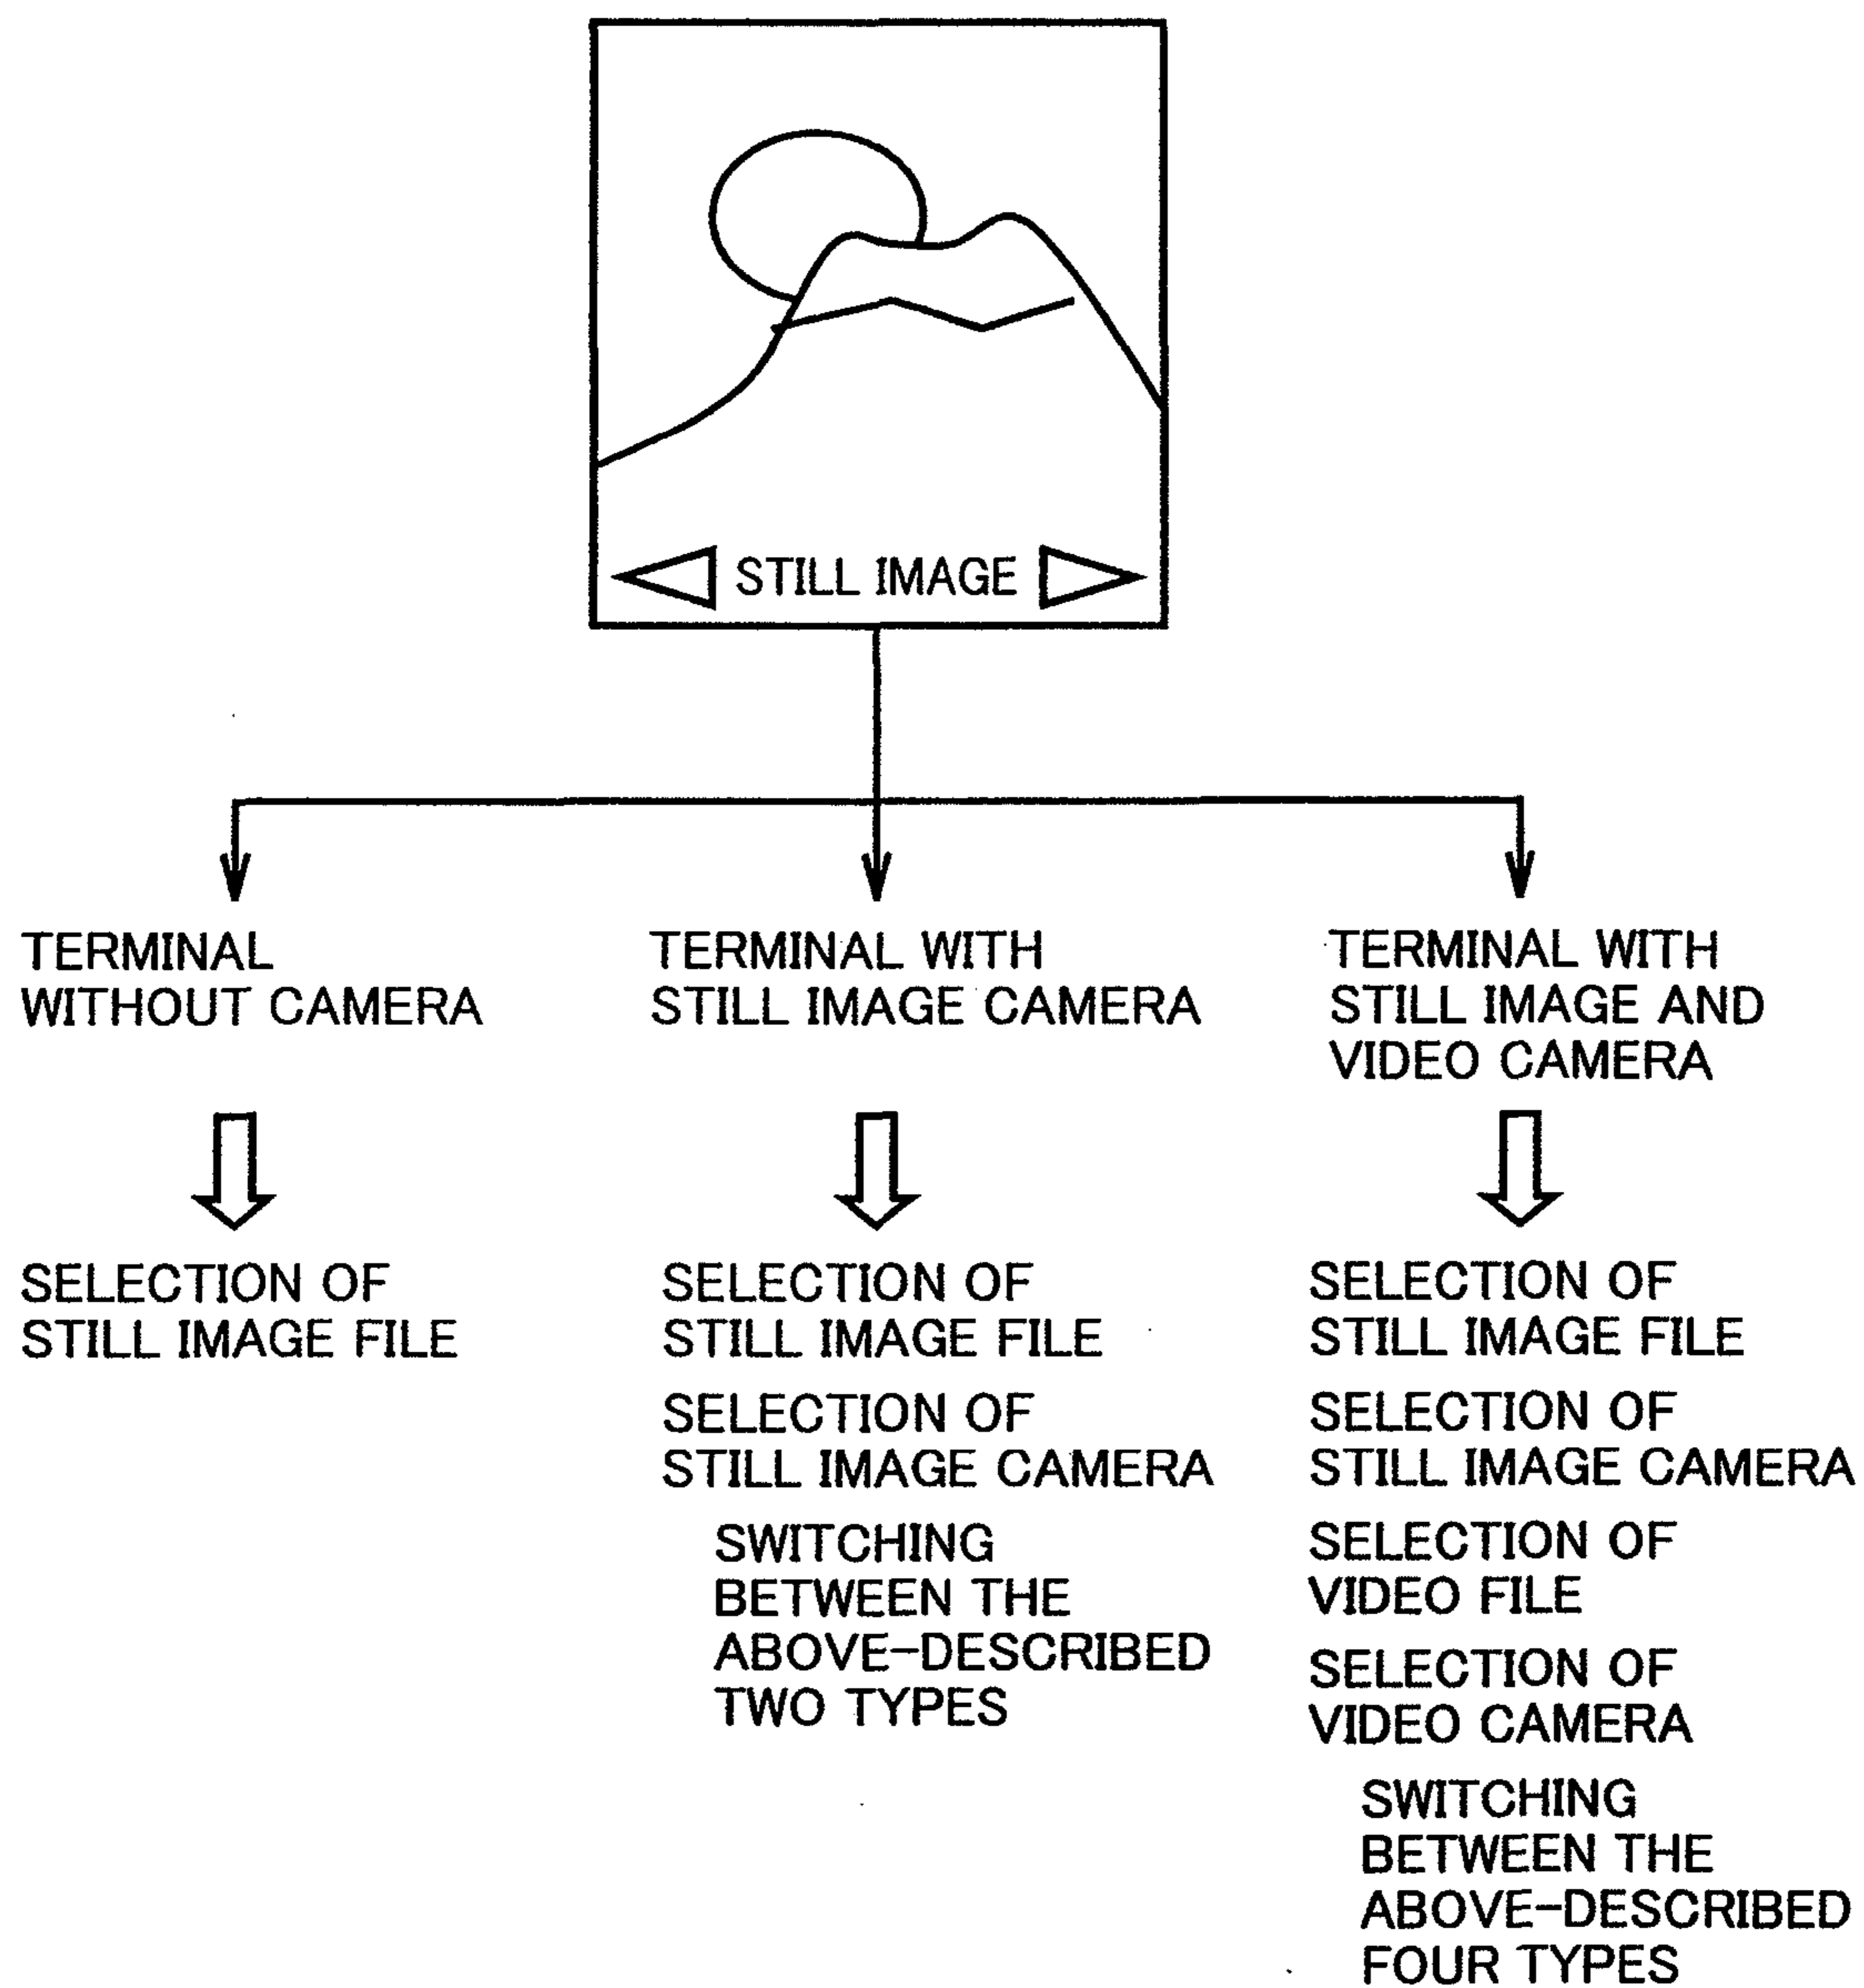 STILL IMAGE
TERMINAL
WITHOUT CAMERA
SELECTION OF
STILL IMAGE FILE
TERMINAL WITH
STILL IMAGE CAMERA
SELECTION OF
STILL IMAGE FILE
SELECTION OF
STILL IMAGE CAMERA
SWITCHING
BETWEEN THE
ABOVE-DESCRIBED
TWO TYPES
TERMINAL WITH
STILL IMAGE AND
VIDEO CAMERA
SELECTION OF
STILL IMAGE FILE
SELECTION OF
STILL IMAGE CAMERA
SELECTION OF
VIDEO FILE
SELECTION OF
VIDEO CAMERA
SWITCHING
BETWEEN THE
ABOVE-DESCRIBED
FOUR TYPES